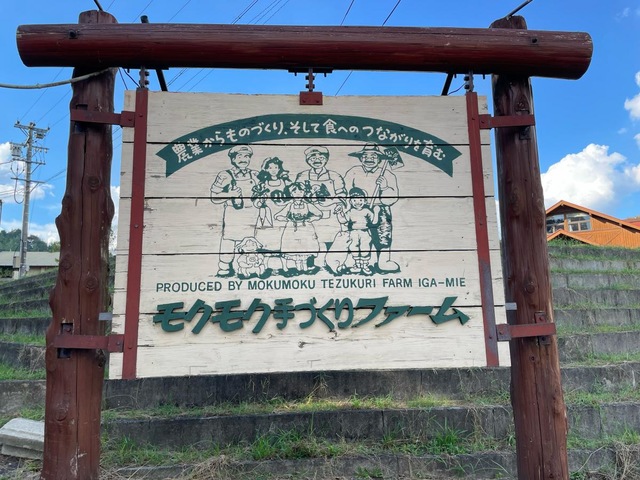 農業からものづくり、そして食へのつながりを育む
PRODUCED BY MOKUMOKU TEZUKURI FARM IGA-MIE
モクモク手づくりファーム